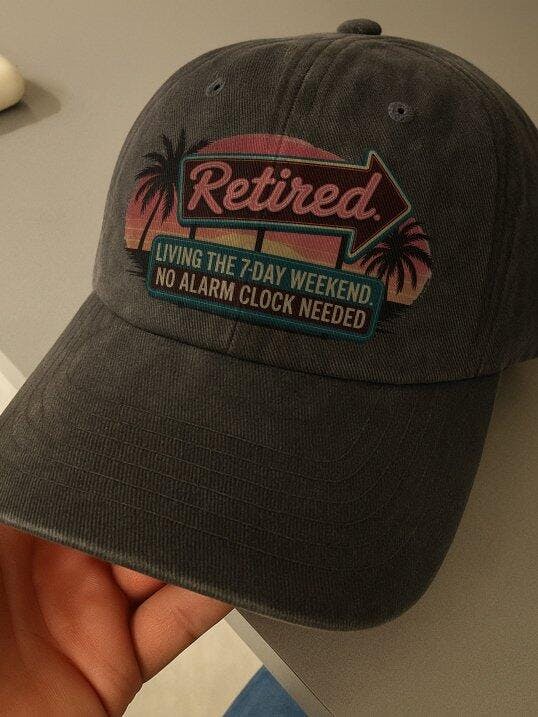 Retired.
LIVING THE 7-DAY WEEKEND.
NO ALARM CLOCK NEEDED